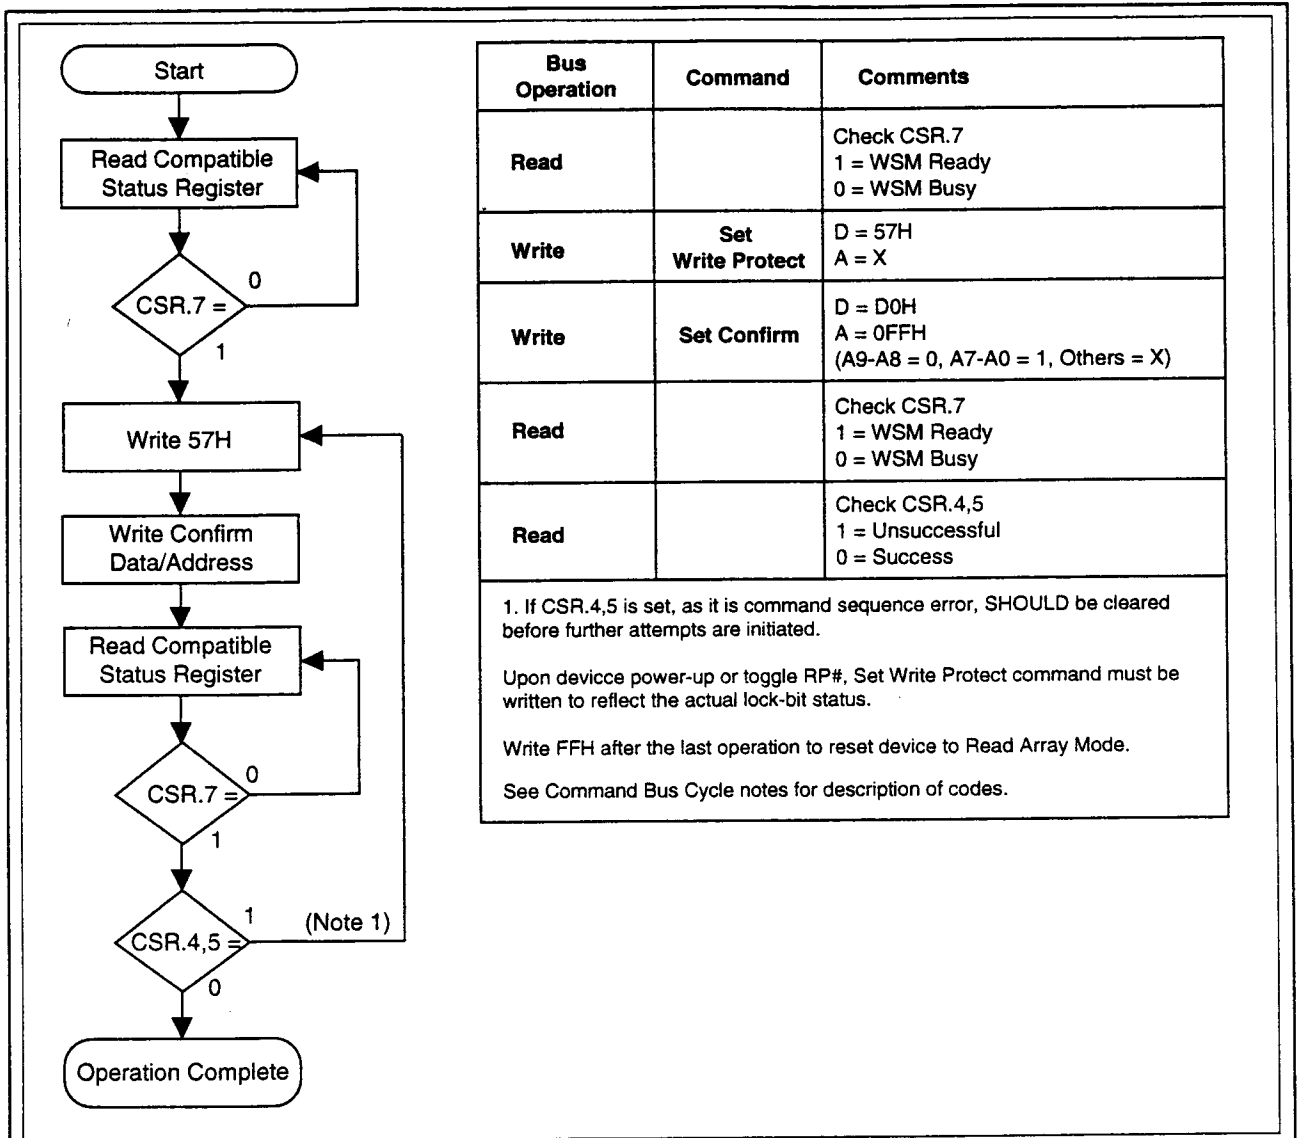 Start
Read Compatible
Status Register
CSR.7 =
0
1
Write 57H
Write Confirm
Data/Address
Read Compatible
Status Register
CSR.7 =
0
1
CSR.4,5 =
1
(Note 1)
0
Operation Complete
Bus
Operation
Command
Comments
Read
Check CSR.7
1 = WSM Ready
0 = WSM Busy
Write
Set
Write Protect
D = 57H
A = X
Write
Set Confirm
D = D0H
A = 0FFH
(A9-A8 = 0, A7-A0 = 1, Others = X)
Read
Check CSR.7
1 = WSM Ready
0 = WSM Busy
Read
Check CSR.4,5
1 = Unsuccessful
0 = Success
1. If CSR.4,5 is set, as it is command sequence error, SHOULD be cleared
before further attempts are initiated.
Upon devicce power-up or toggle RP#, Set Write Protect command must be
written to reflect the actual lock-bit status.
Write FFH after the last operation to reset device to Read Array Mode.
See Command Bus Cycle notes for description of codes.